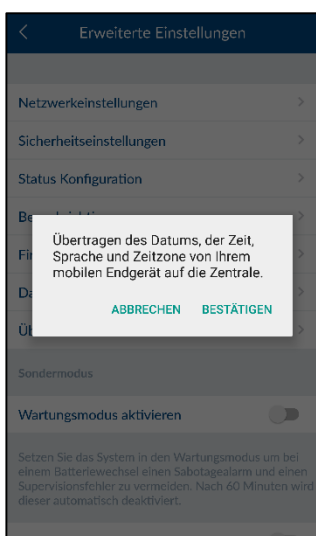 Erweiterte Einstellungen
Netzwerkeinstellungen
Sicherheitseinstellungen
Status Konfiguration
Übertragen des Datums, der Zeit,
Sprache und Zeitzone von Ihrem
mobilen Endgerät auf die Zentrale.
ABBRECHEN BESTÄTIGEN
Sondermodus
Wartungsmodus aktivieren
Setzen Sie das System in den Wartungsmodus um bei
einem Batteriewechsel einen Sabotagealarm und einen
Supervisionsfehler zu vermeiden. Nach 60 Minuten wird
dieser automatisch deaktiviert.